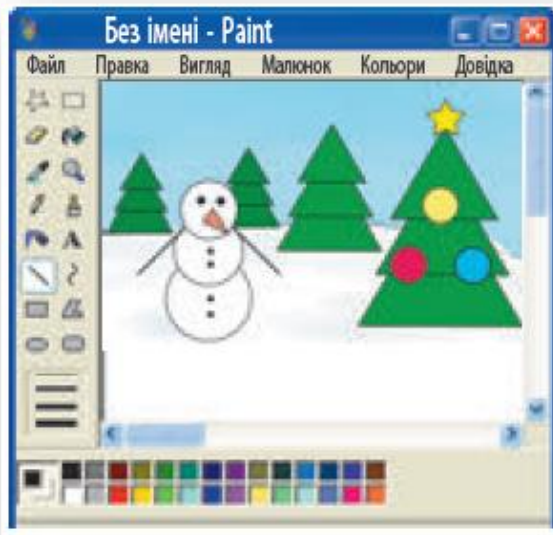 Без імені - Paint
Файл Правка Вигляд Малюнок Кольори Довідка
A